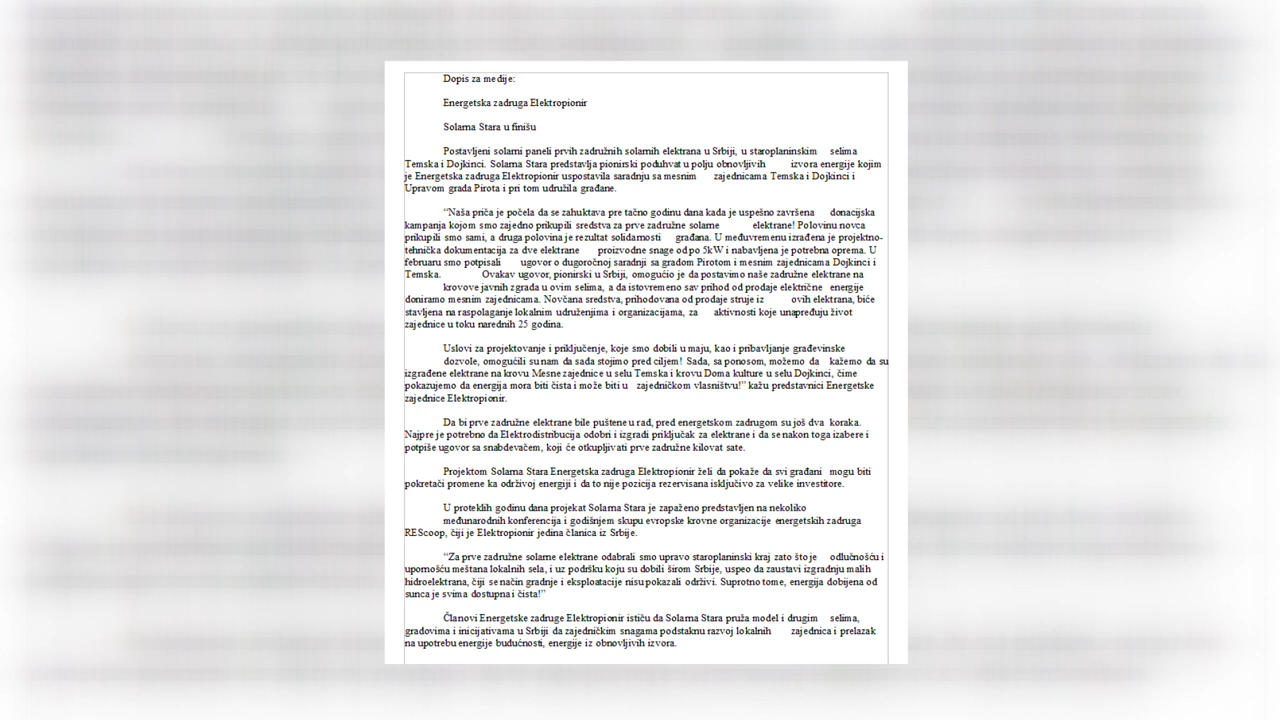 Dopis za medije:
Energetska zadruga Elektropionir
Solarna Stara u finišu
Postavljeni solarni paneli prvih zadružnih solarnih elektrana u Srbiji, u staroplaninskim selima
Temska i Dojkinci. Solarna Stara predstavlja pionirski poduhvat u polju obnovljivih izvora energije kojim
je Energetska zadruga Elektropionir uspostavila saradnju sa mesnim zajednicama Temska i Dojkinci i
Upravom grada Pirota i pri tom udružila građane.
“Naša priča je počela da se zahuktava pre tačno godinu dana kada je uspešno završena donacijska
kampanja kojom smo zajedno prikupili sredstva za prve zadružne solarne elektrane! Polovinu novca
prikupili smo sami, a druga polovina je rezultat solidarnosti građana. U međuvremenu izrađena je projektno-
tehnička dokumentacija za dve elektrane proizvodne snage od po 5kW i nabavljena je potrebna oprema. U
februaru smo potpisali ugovor o dugoročnoj saradnji sa gradom Pirotom i mesnim zajednicama Dojkinci i
Temska. Ovakav ugovor, pionirski u Srbiji, omogućio je da postavimo naše zadružne elektrane na
krovove javnih zgrada u ovim selima, a da istovremeno sav prihod od prodaje električne energije
doniramo mesnim zajednicama. Novčana sredstva, prihodovana od prodaje struje iz ovih elektrana, biće
stavljena na raspolaganje lokalnim udruženjima i organizacijama, za aktivnosti koje unapređuju život
zajednice u toku narednih 25 godina.
Uslovi za projektovanje i priključenje, koje smo dobili u maju, kao i pribavljanje građevinske
dozvole, omogućili su nam da sada stojimo pred ciljem! Sada, sa ponosom, možemo da kažemo da su
izgrađene elektrane na krovu Mesne zajednice u selu Temska i krovu Doma kulture u selu Dojkinci, čime
pokazujemo da energija mora biti čista i može biti u zajedničkom vlasništvu!” kažu predstavnici Energetske
zajednice Elektropionir.
Da bi prve zadružne elektrane bile puštene u rad, pred energetskom zadrugom su još dva koraka.
Najpre je potrebno da Elektrodistribucija odobri i izgradi priključak za elektrane i da se nakon toga izabere i
potpiše ugovor sa snabdevačem, koji će otkupljivati prve zadružne kilovat sate.
Projektom Solarna Stara Energetska zadruga Elektropionir želi da pokaže da svi građani mogu biti
pokretači promene ka održivoj energiji i da to nije pozicija rezervisana isključivo za velike investitore.
U proteklih godinu dana projekat Solarna Stara je zapaženo predstavljen na nekoliko
međunarodnih konferencija i godišnjem skupu evropske krovne organizacije energetskih zadruga
REScoop, čiji je Elektropionir jedina članica iz Srbije.
“Za prve zadružne solarne elektrane odabrali smo upravo staroplaninski kraj zato što je odlučnošću i
upornošću meštana lokalnih sela, i uz podršku koju su dobili širom Srbije, uspeo da zaustavi izgradnju malih
hidroelektrana, čiji se način gradnje i eksploatacije nisu pokazali održivi. Suprotno tome, energija dobijena od
sunca je svima dostupna i čista!”
Članovi Energetske zadruge Elektropionir ističu da Solarna Stara pruža model i drugim selima,
gradovima i inicijativama u Srbiji da zajedničkim snagama podstaknu razvoj lokalnih zajednica i prelazak
na upotrebu energije budućnosti, energije iz obnovljivih izvora.